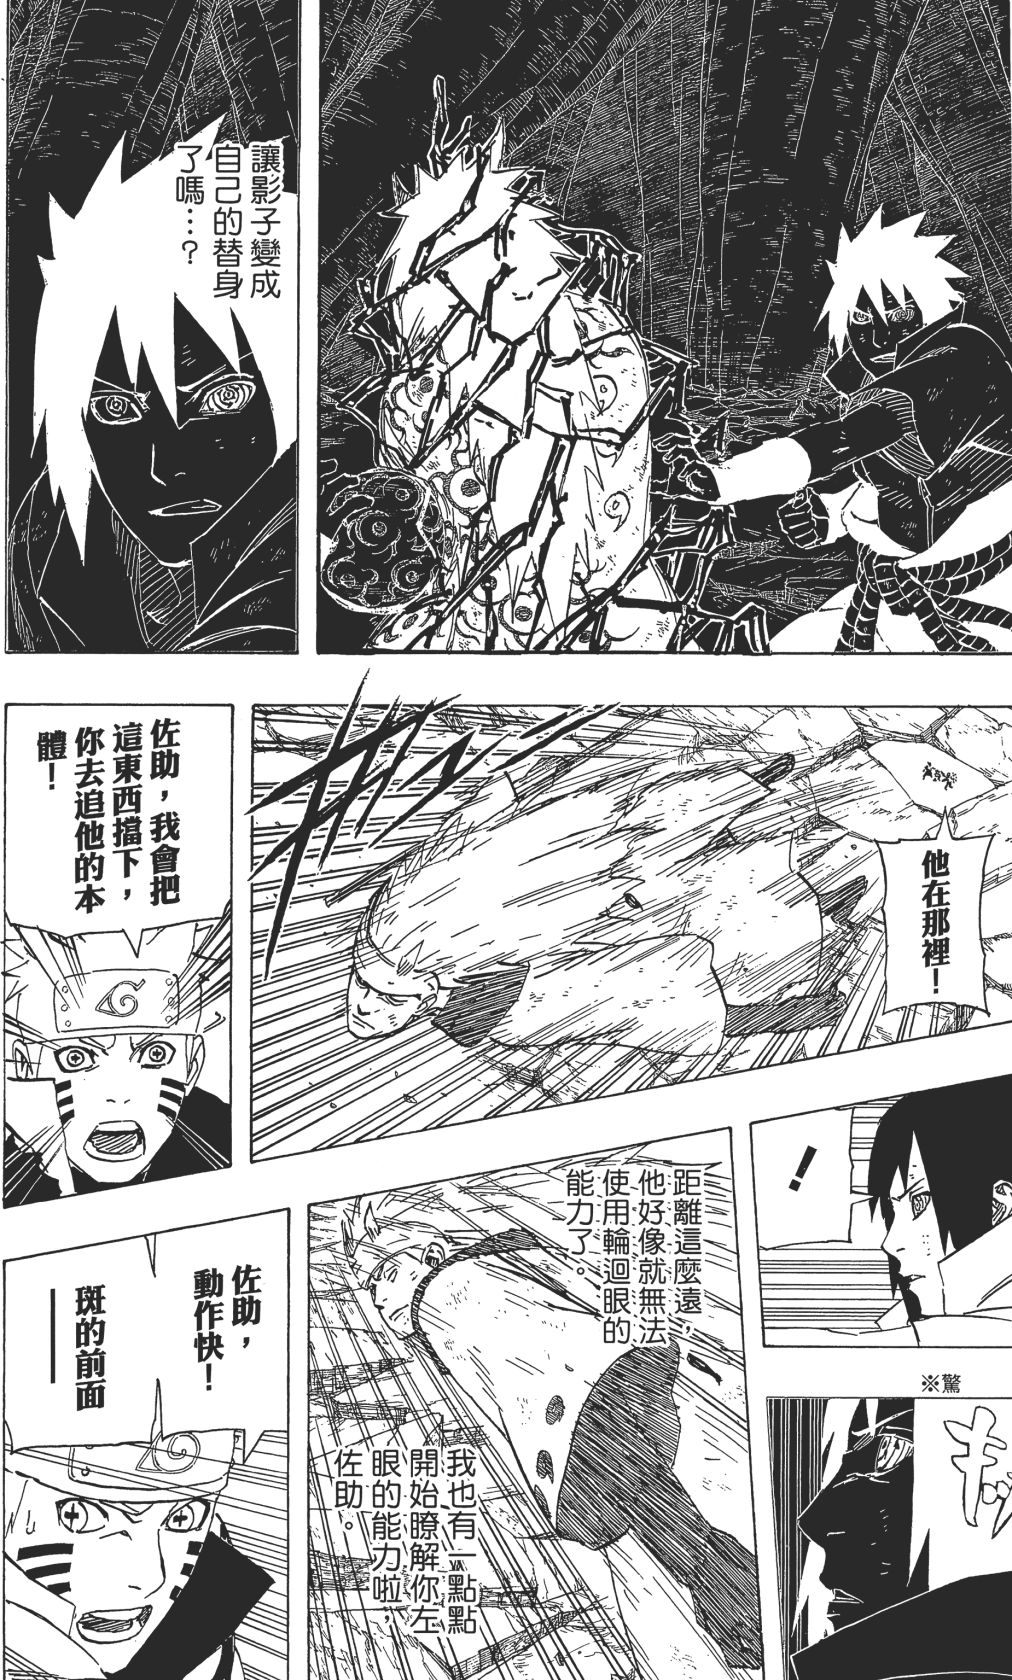 讓影子變成
自己的替身
了嗎…？
他在那裡！
佐助，我會把
這東西擋下，
你去追他的本
體！
！
※驚
ギロッ
距離這麼遠，
他好像就無法
使用輪迴眼的
能力了。
我也有一點點
開始瞭解你左
眼的能力啦，
佐助。
佐助，
動作快！
斑的前面
——